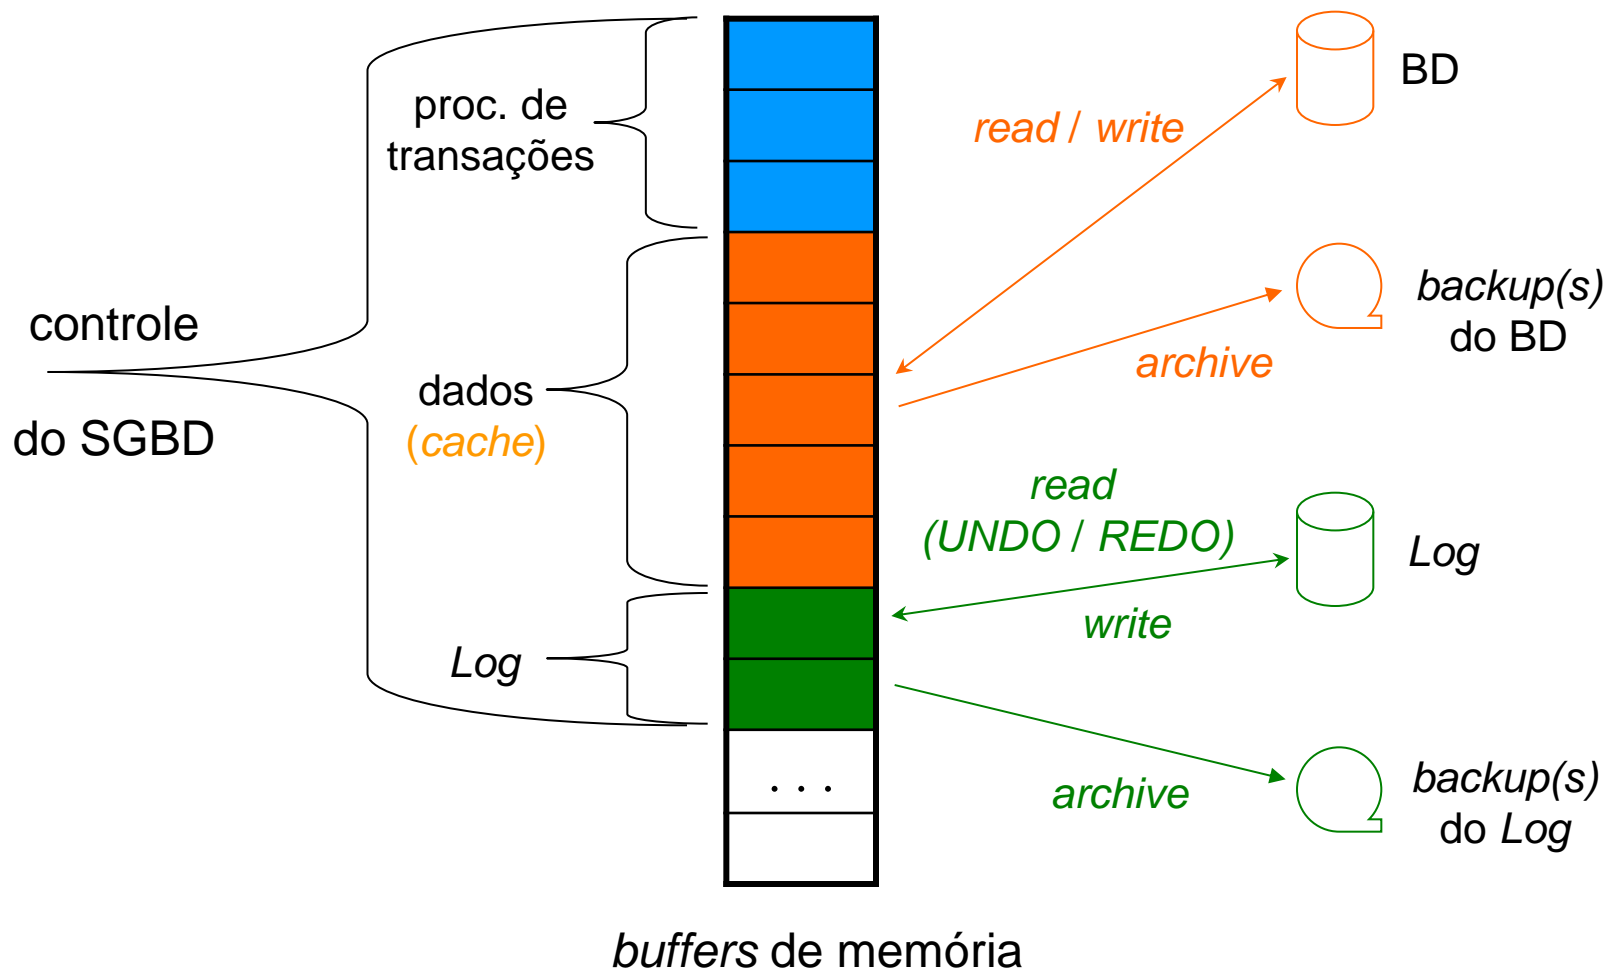 controle
do SGBD
proc. de
transações
dados
(cache)
Log
. . .
buffers de memória
read / write
BD
archive
backup(s)
do BD
read
(UNDO / REDO)
write
Log
archive
backup(s)
do Log